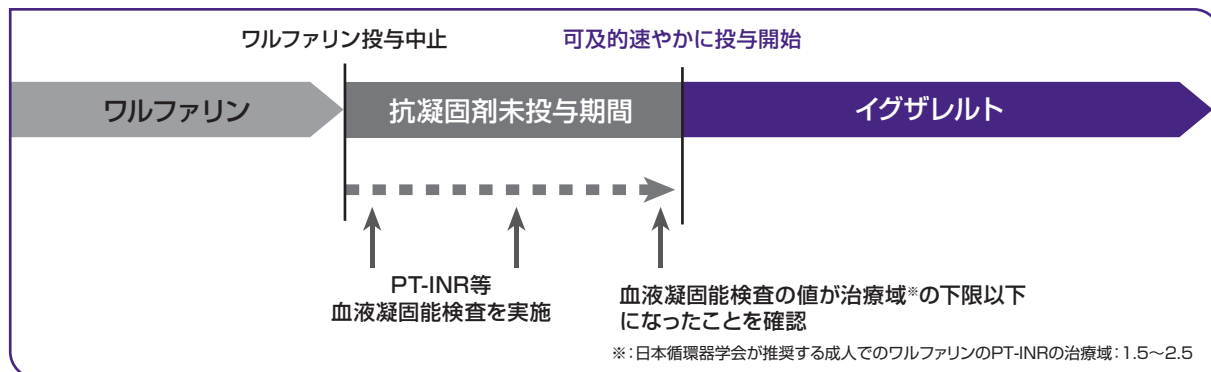 ワルファリン投与中止
可及的速やかに投与開始
ワルファリン
抗凝固剤未投与期間
イグザレルト
PT-INR等
血液凝固能検査を実施
血液凝固能検査の値が治療域※の下限以下
になったことを確認
※:日本循環器学会が推奨する成人でのワルファリンのPT-INRの治療域:1.5〜2.5